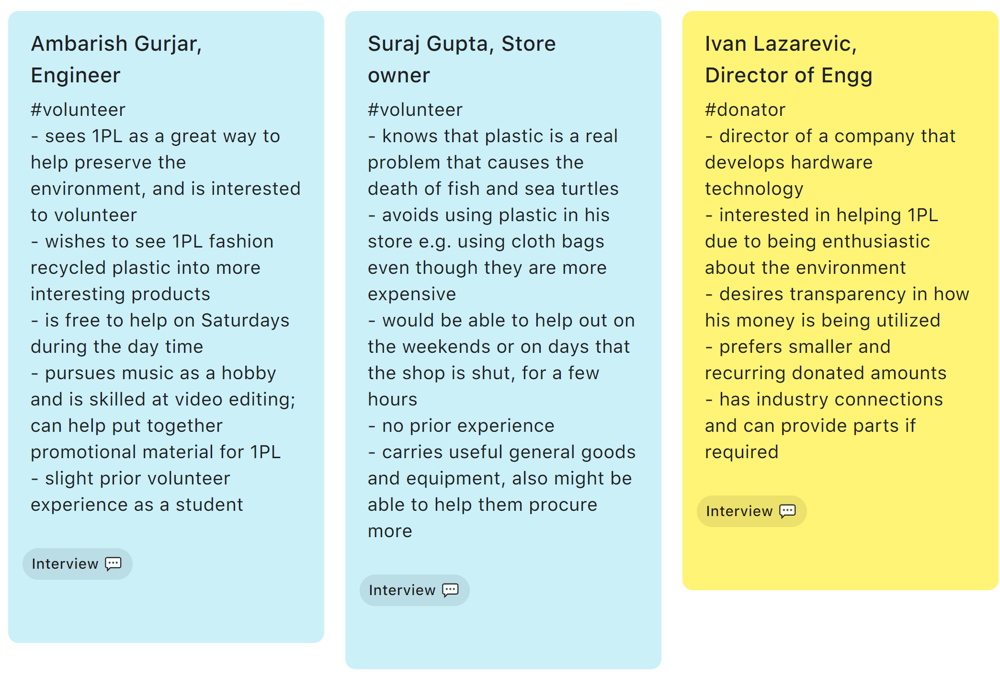 Ambarish Gurjar,
Engineer
#volunteer
- sees 1PL as a great way to
help preserve the
environment, and is interested
to volunteer
- wishes to see 1PL fashion
recycled plastic into more
interesting products
- is free to help on Saturdays
during the day time
- pursues music as a hobby
and is skilled at video editing;
can help put together
promotional material for 1PL
- slight prior volunteer
experience as a student
Interview 💬
Suraj Gupta, Store
owner
#volunteer
- knows that plastic is a real
problem that causes the
death of fish and sea turtles
- avoids using plastic in his
store e.g. using cloth bags
even though they are more
expensive
- would be able to help out on
the weekends or on days that
the shop is shut, for a few
hours
- no prior experience
- carries useful general goods
and equipment, also might be
able to help them procure
more
Interview 💬
Ivan Lazarevic,
Director of Engg
#donator
- director of a company that
develops hardware
technology
- interested in helping 1PL
due to being enthusiastic
about the environment
- desires transparency in how
his money is being utilized
- prefers smaller and
recurring donated amounts
- has industry connections
and can provide parts if
required
Interview 💬